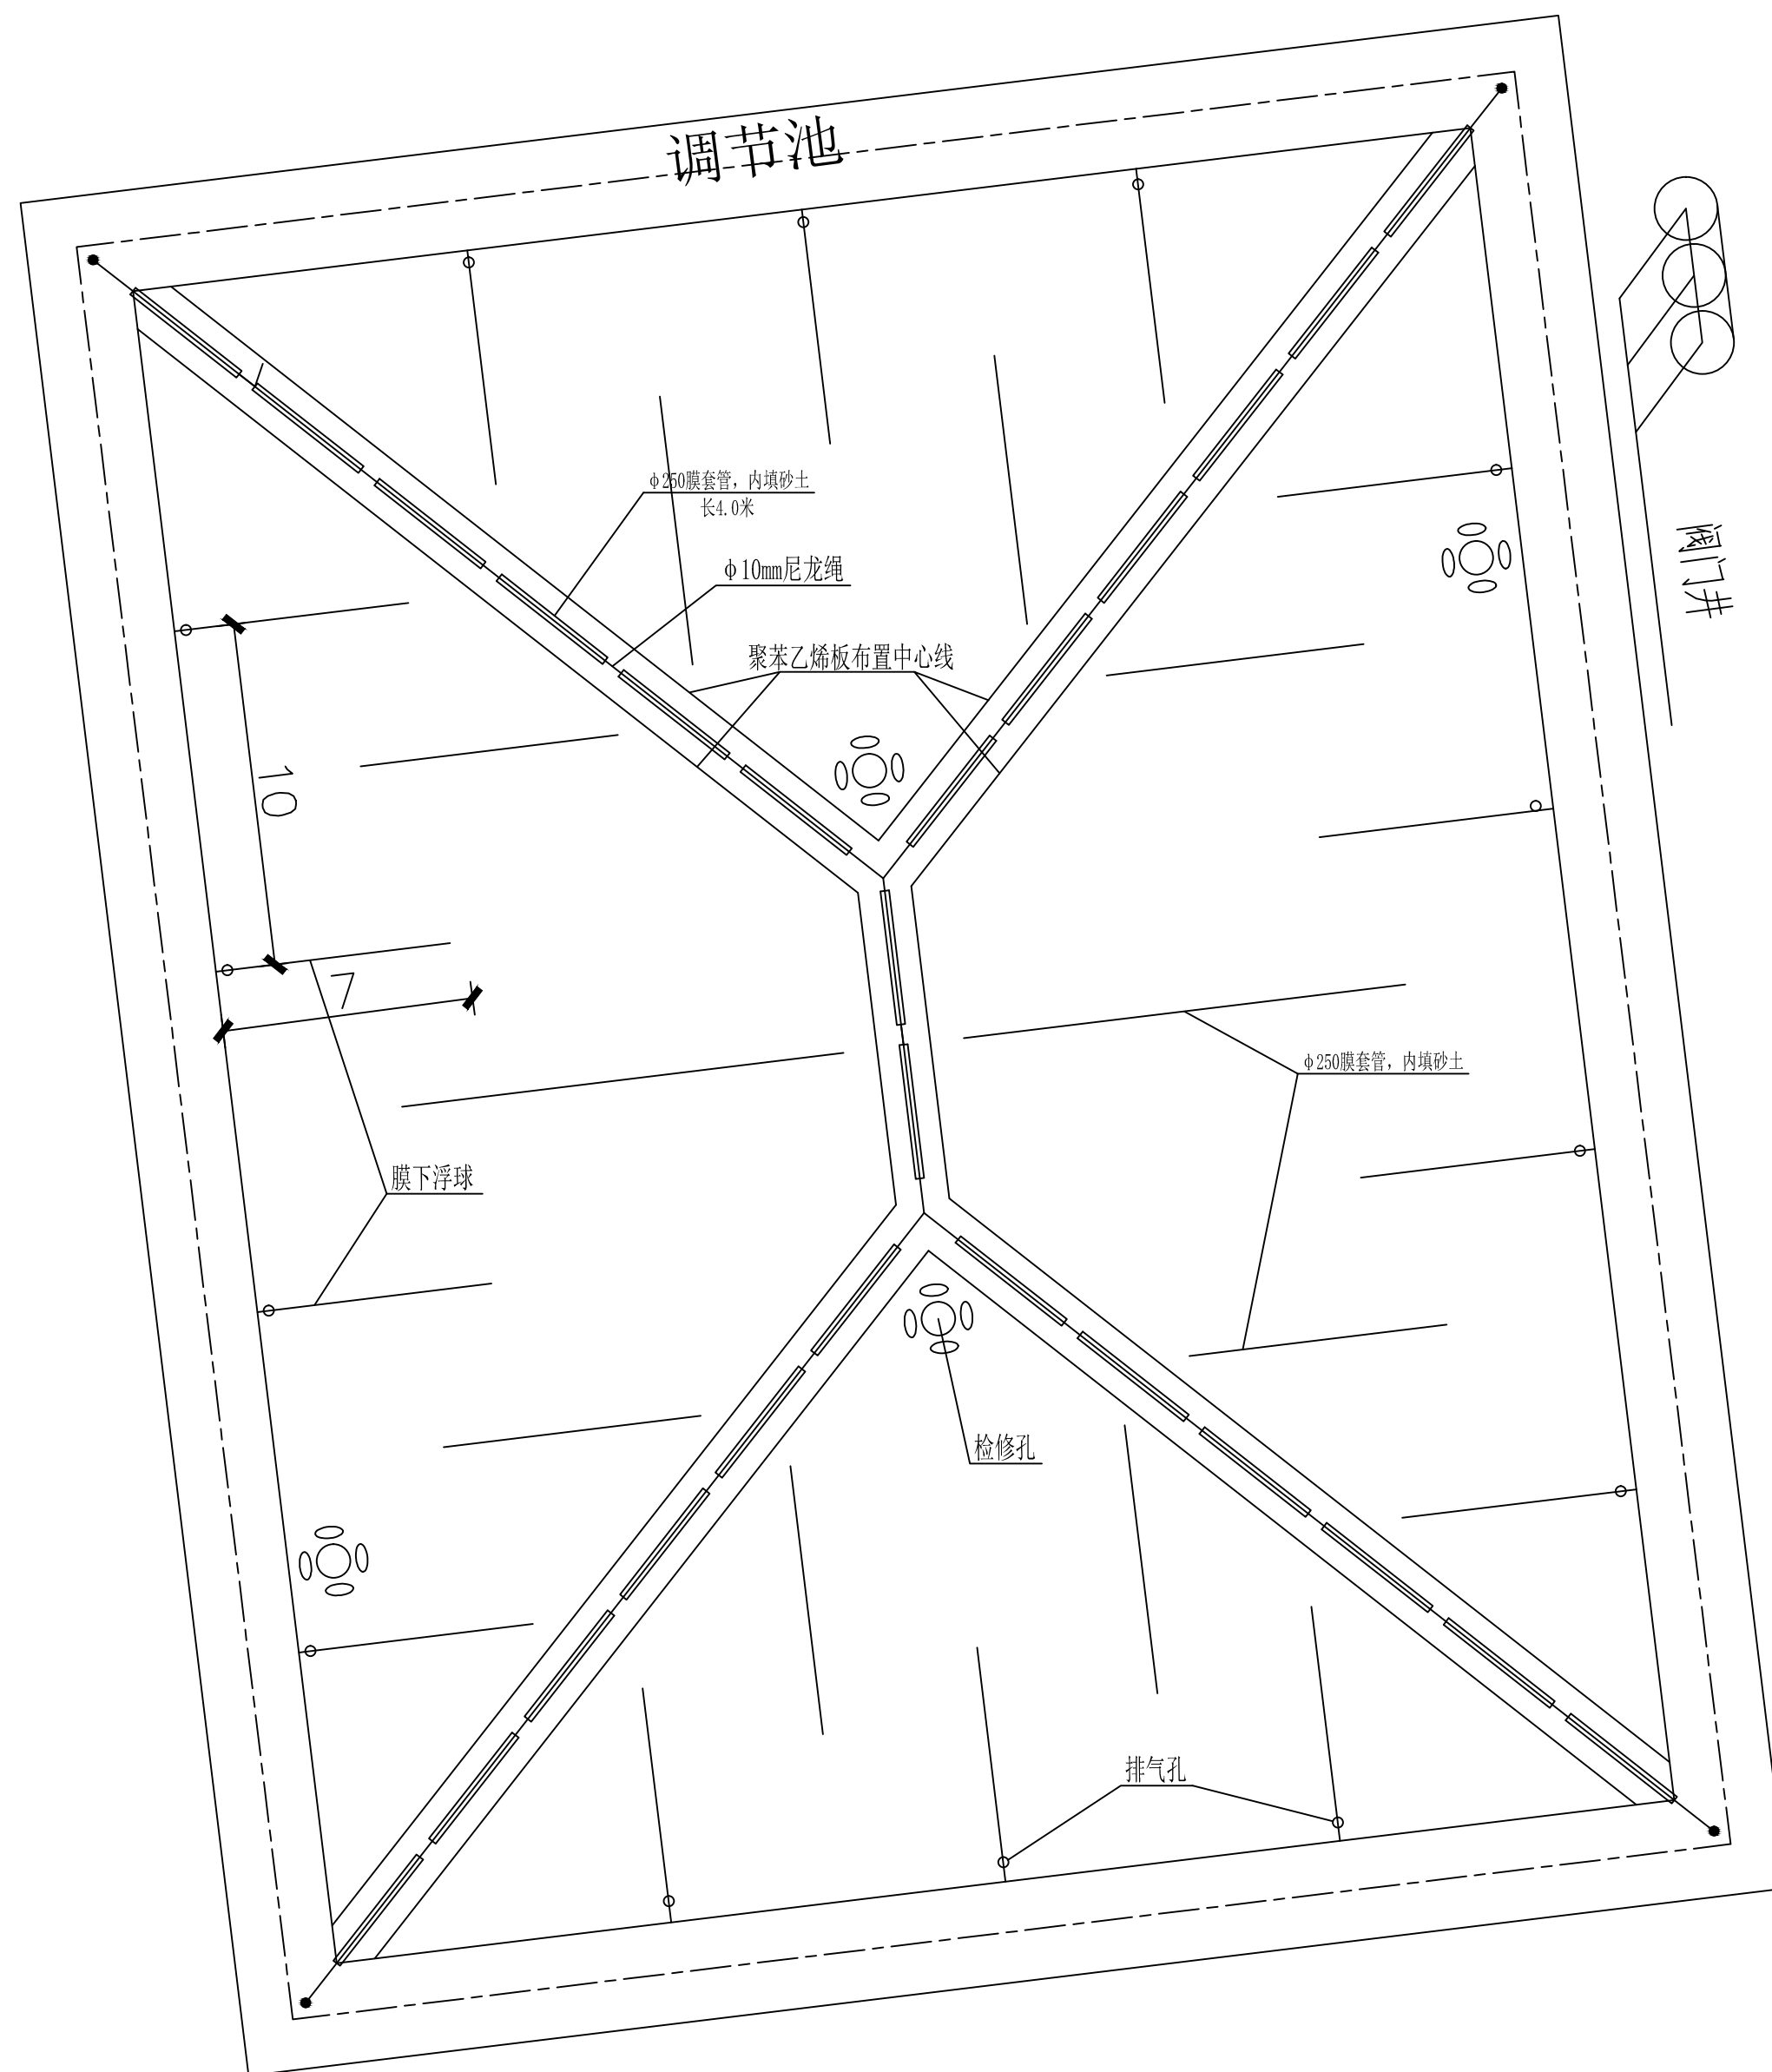 调节池
φ250膜套管，内填砂土
长4.0米
φ10mm尼龙绳
聚苯乙烯板布置中心线
阀门井
10
7
φ250膜套管，内填砂土
膜下浮球
检修孔
排气孔